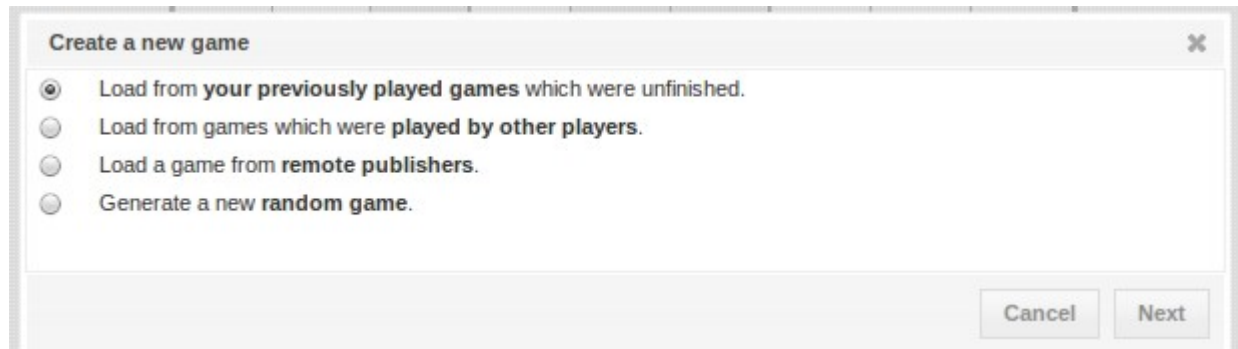 Create a new game
Load from your previously played games which were unfinished.
Load from games which were played by other players.
Load a game from remote publishers.
Generate a new random game.
Cancel Next